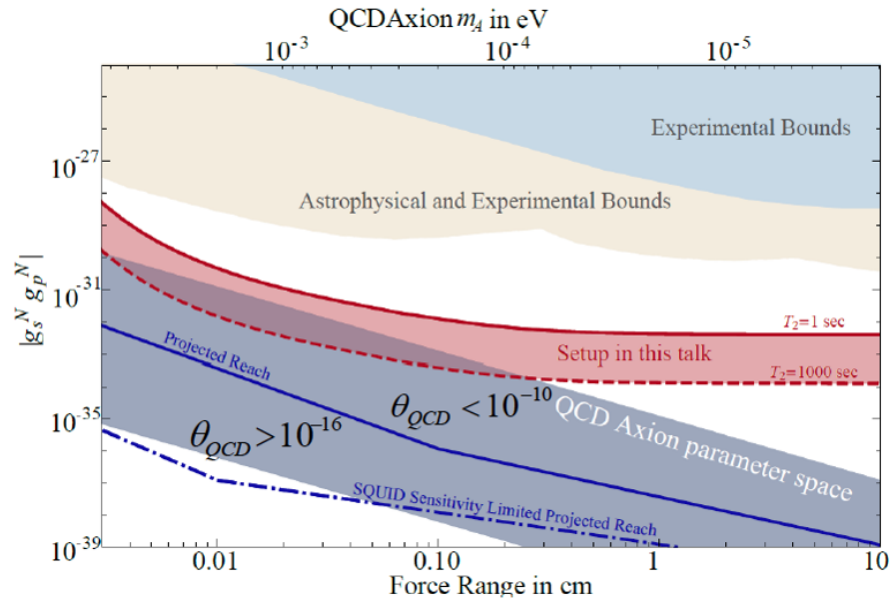 QCDAxion m_A in eV
10^-3
10^-4
10^-5
Experimental Bounds
10^-27
Astrophysical and Experimental Bounds
|g_s^N g_p^N|
10^-31
T_2=1 sec
Setup in this talk
T_2=1000 sec
Projected Reach
θ_QCD < 10^-10
10^-35
θ_QCD > 10^-16
QCD Axion parameter space
SQUID Sensitivity Limited Projected Reach
10^-39
0.01
0.10
1
10
Force Range in cm